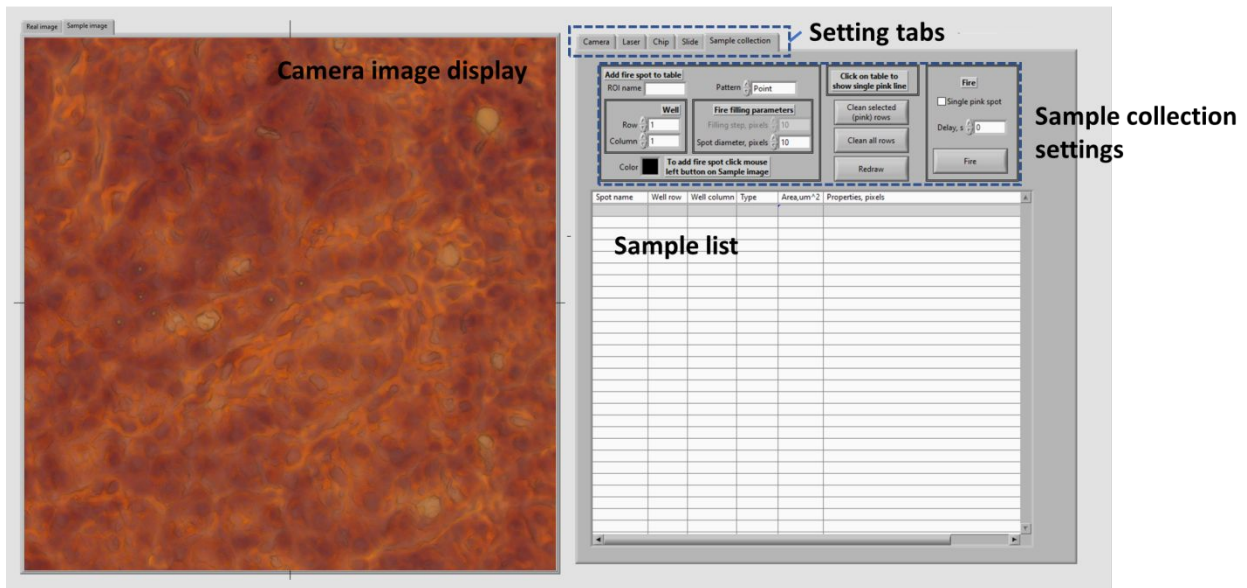 Real image
Sample image
Camera image display
Camera
Laser
Chip
Slide
Sample collection
Setting tabs
Add fire spot to table
ROI name
Pattern
Point
Well
Row
1
Column
1
Fire filling parameters
Filling step, pixels
10
Spot diameter, pixels
10
Color
To add fire spot click mouse
left button on Sample image
Click on table to
show single pink line
Clean selected
(pink) rows
Clean all rows
Redraw
Fire
Single pink spot
Delay, s
0
Fire
Sample collection
settings
Spot name
Well row
Well column
Type
Area,um^2
Properties, pixels
Sample list